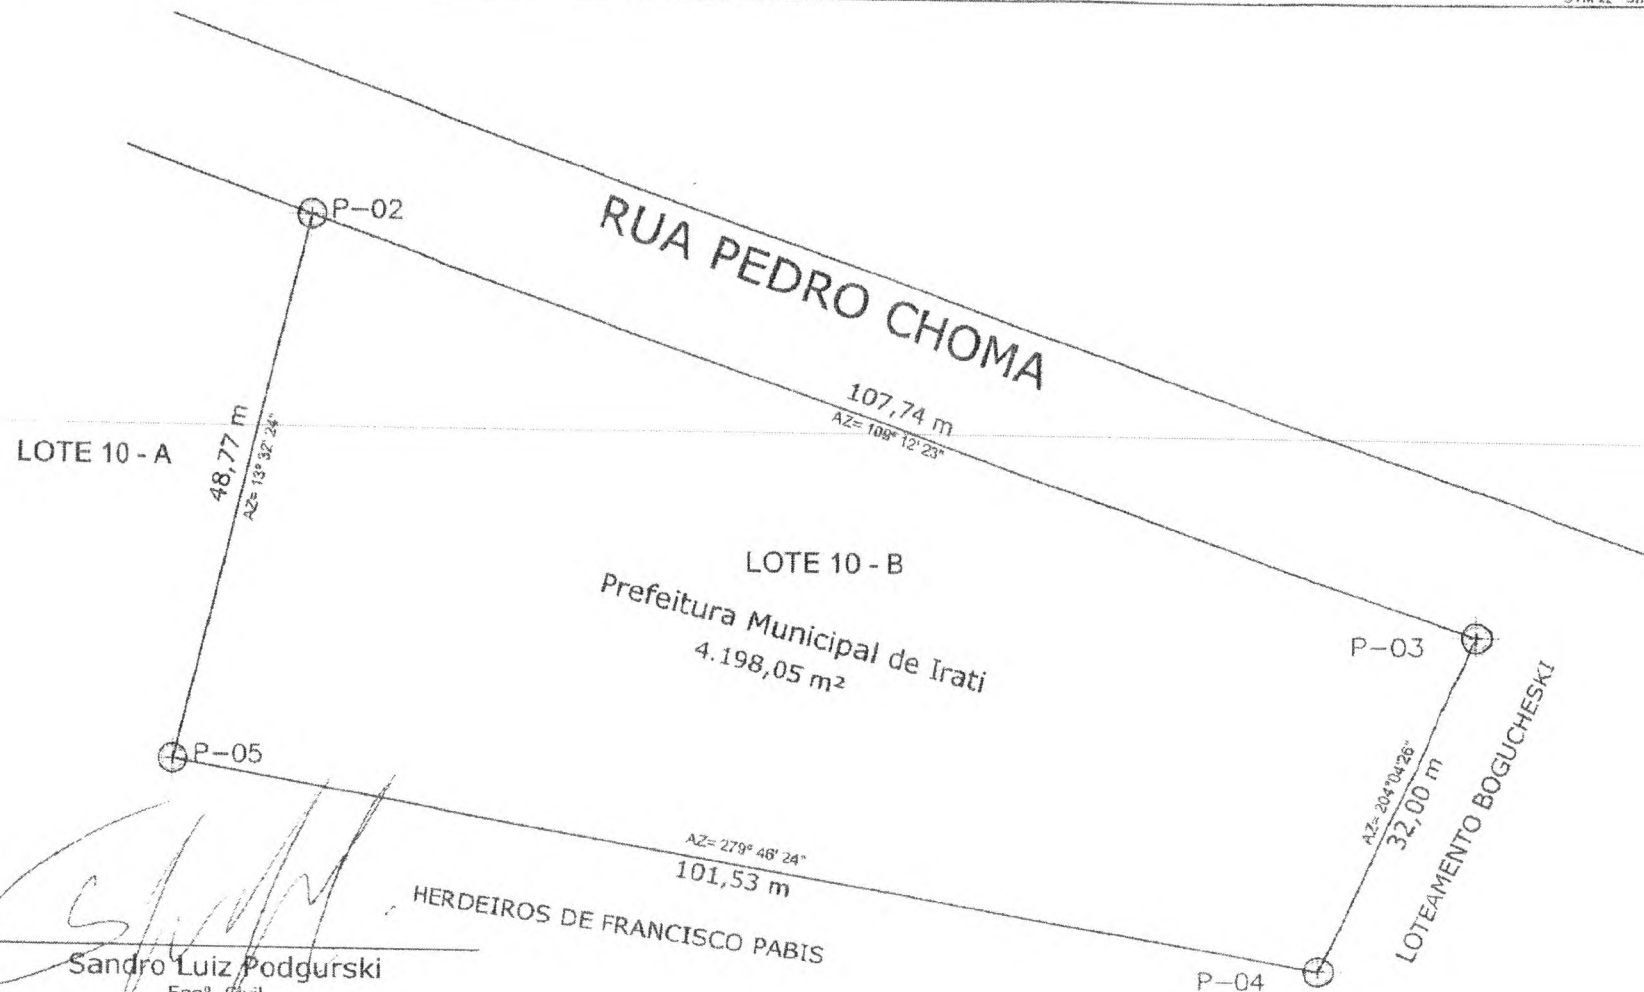 P-02
RUA PEDRO CHOMA
107,74 m
AZ= 109° 12' 23"
LOTE 10 - A
48,77 m
AZ= 13° 32' 24"
LOTE 10 - B
Prefeitura Municipal de Irati
4.198,05 m²
P-03
P-05
AZ= 204°04'26"
32,00 m
LOTEAMENTO BOGUCHESKI
AZ= 279° 46' 24"
101,53 m
HERDEIROS DE FRANCISCO PABIS
P-04
Sandro Luiz Podgurski